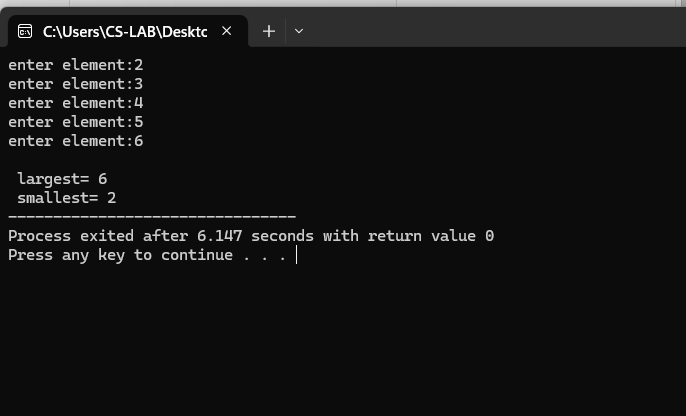 C:\Users\CS-LAB\Desktc
enter element:2
enter element:3
enter element:4
enter element:5
enter element:6
largest= 6
smallest= 2
--------------------------------
Process exited after 6.147 seconds with return value 0
Press any key to continue . . .